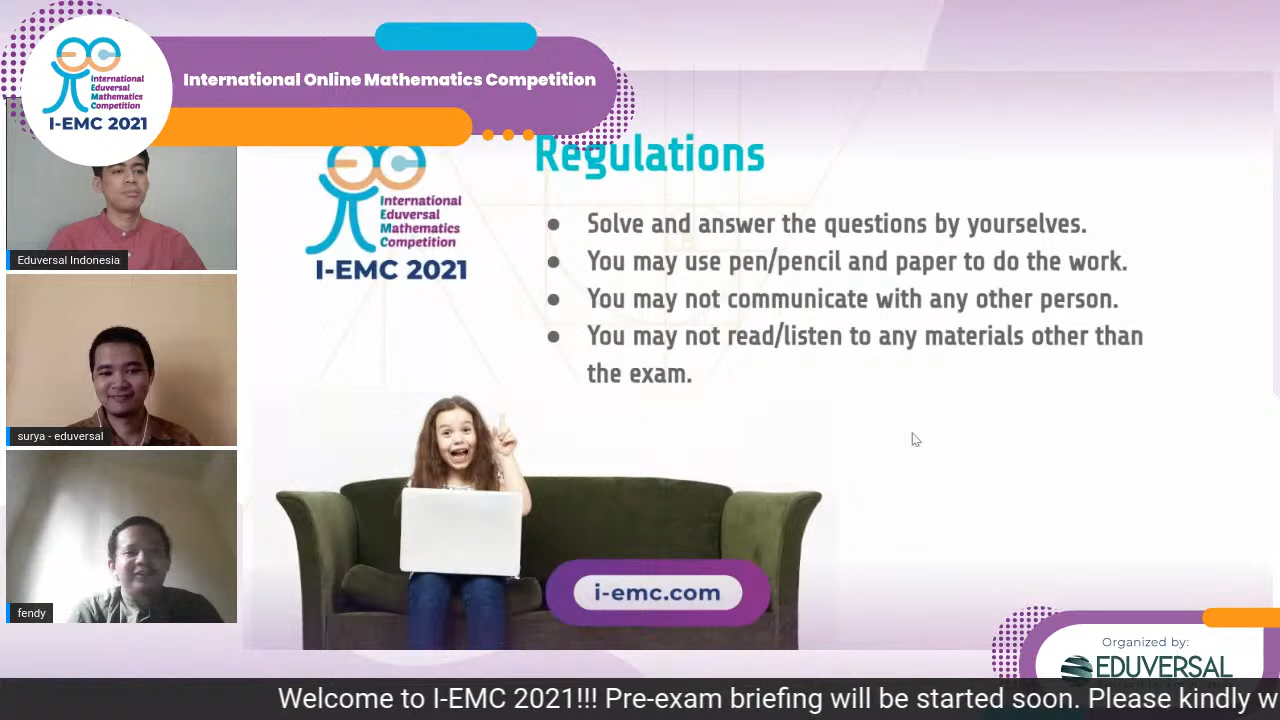 International Online Mathematics Competition
International
Eduversal
Mathematics
Competition
I-EMC 2021
Regulations
International
Eduversal
Mathematics
Competition
I-EMC 2021
● Solve and answer the questions by yourselves.
● You may use pen/pencil and paper to do the work.
● You may not communicate with any other person.
● You may not read/listen to any materials other than
the exam.
Eduversal Indonesia
surya - eduversal
fendy
i-emc.com
Organized by:
EDUVERSAL
Welcome to I-EMC 2021!!! Pre-exam briefing will be started soon. Please kindly w